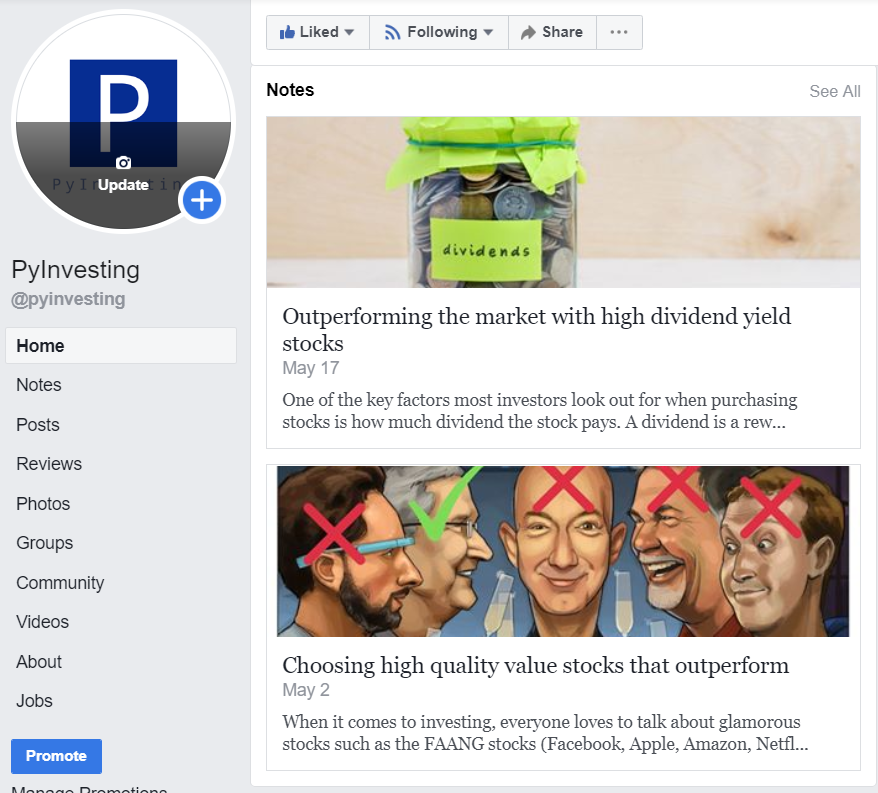 P
Update
PyInvesting
@pyinvesting
Home
Notes
Posts
Reviews
Photos
Groups
Community
Videos
About
Jobs
Promote
Manage Promotions
Liked
Following
Share
Notes
See All
dividends
Outperforming the market with high dividend yield
stocks
May 17
One of the key factors most investors look out for when purchasing
stocks is how much dividend the stock pays. A dividend is a rew...
Choosing high quality value stocks that outperform
May 2
When it comes to investing, everyone loves to talk about glamorous
stocks such as the FAANG stocks (Facebook, Apple, Amazon, Netfl...